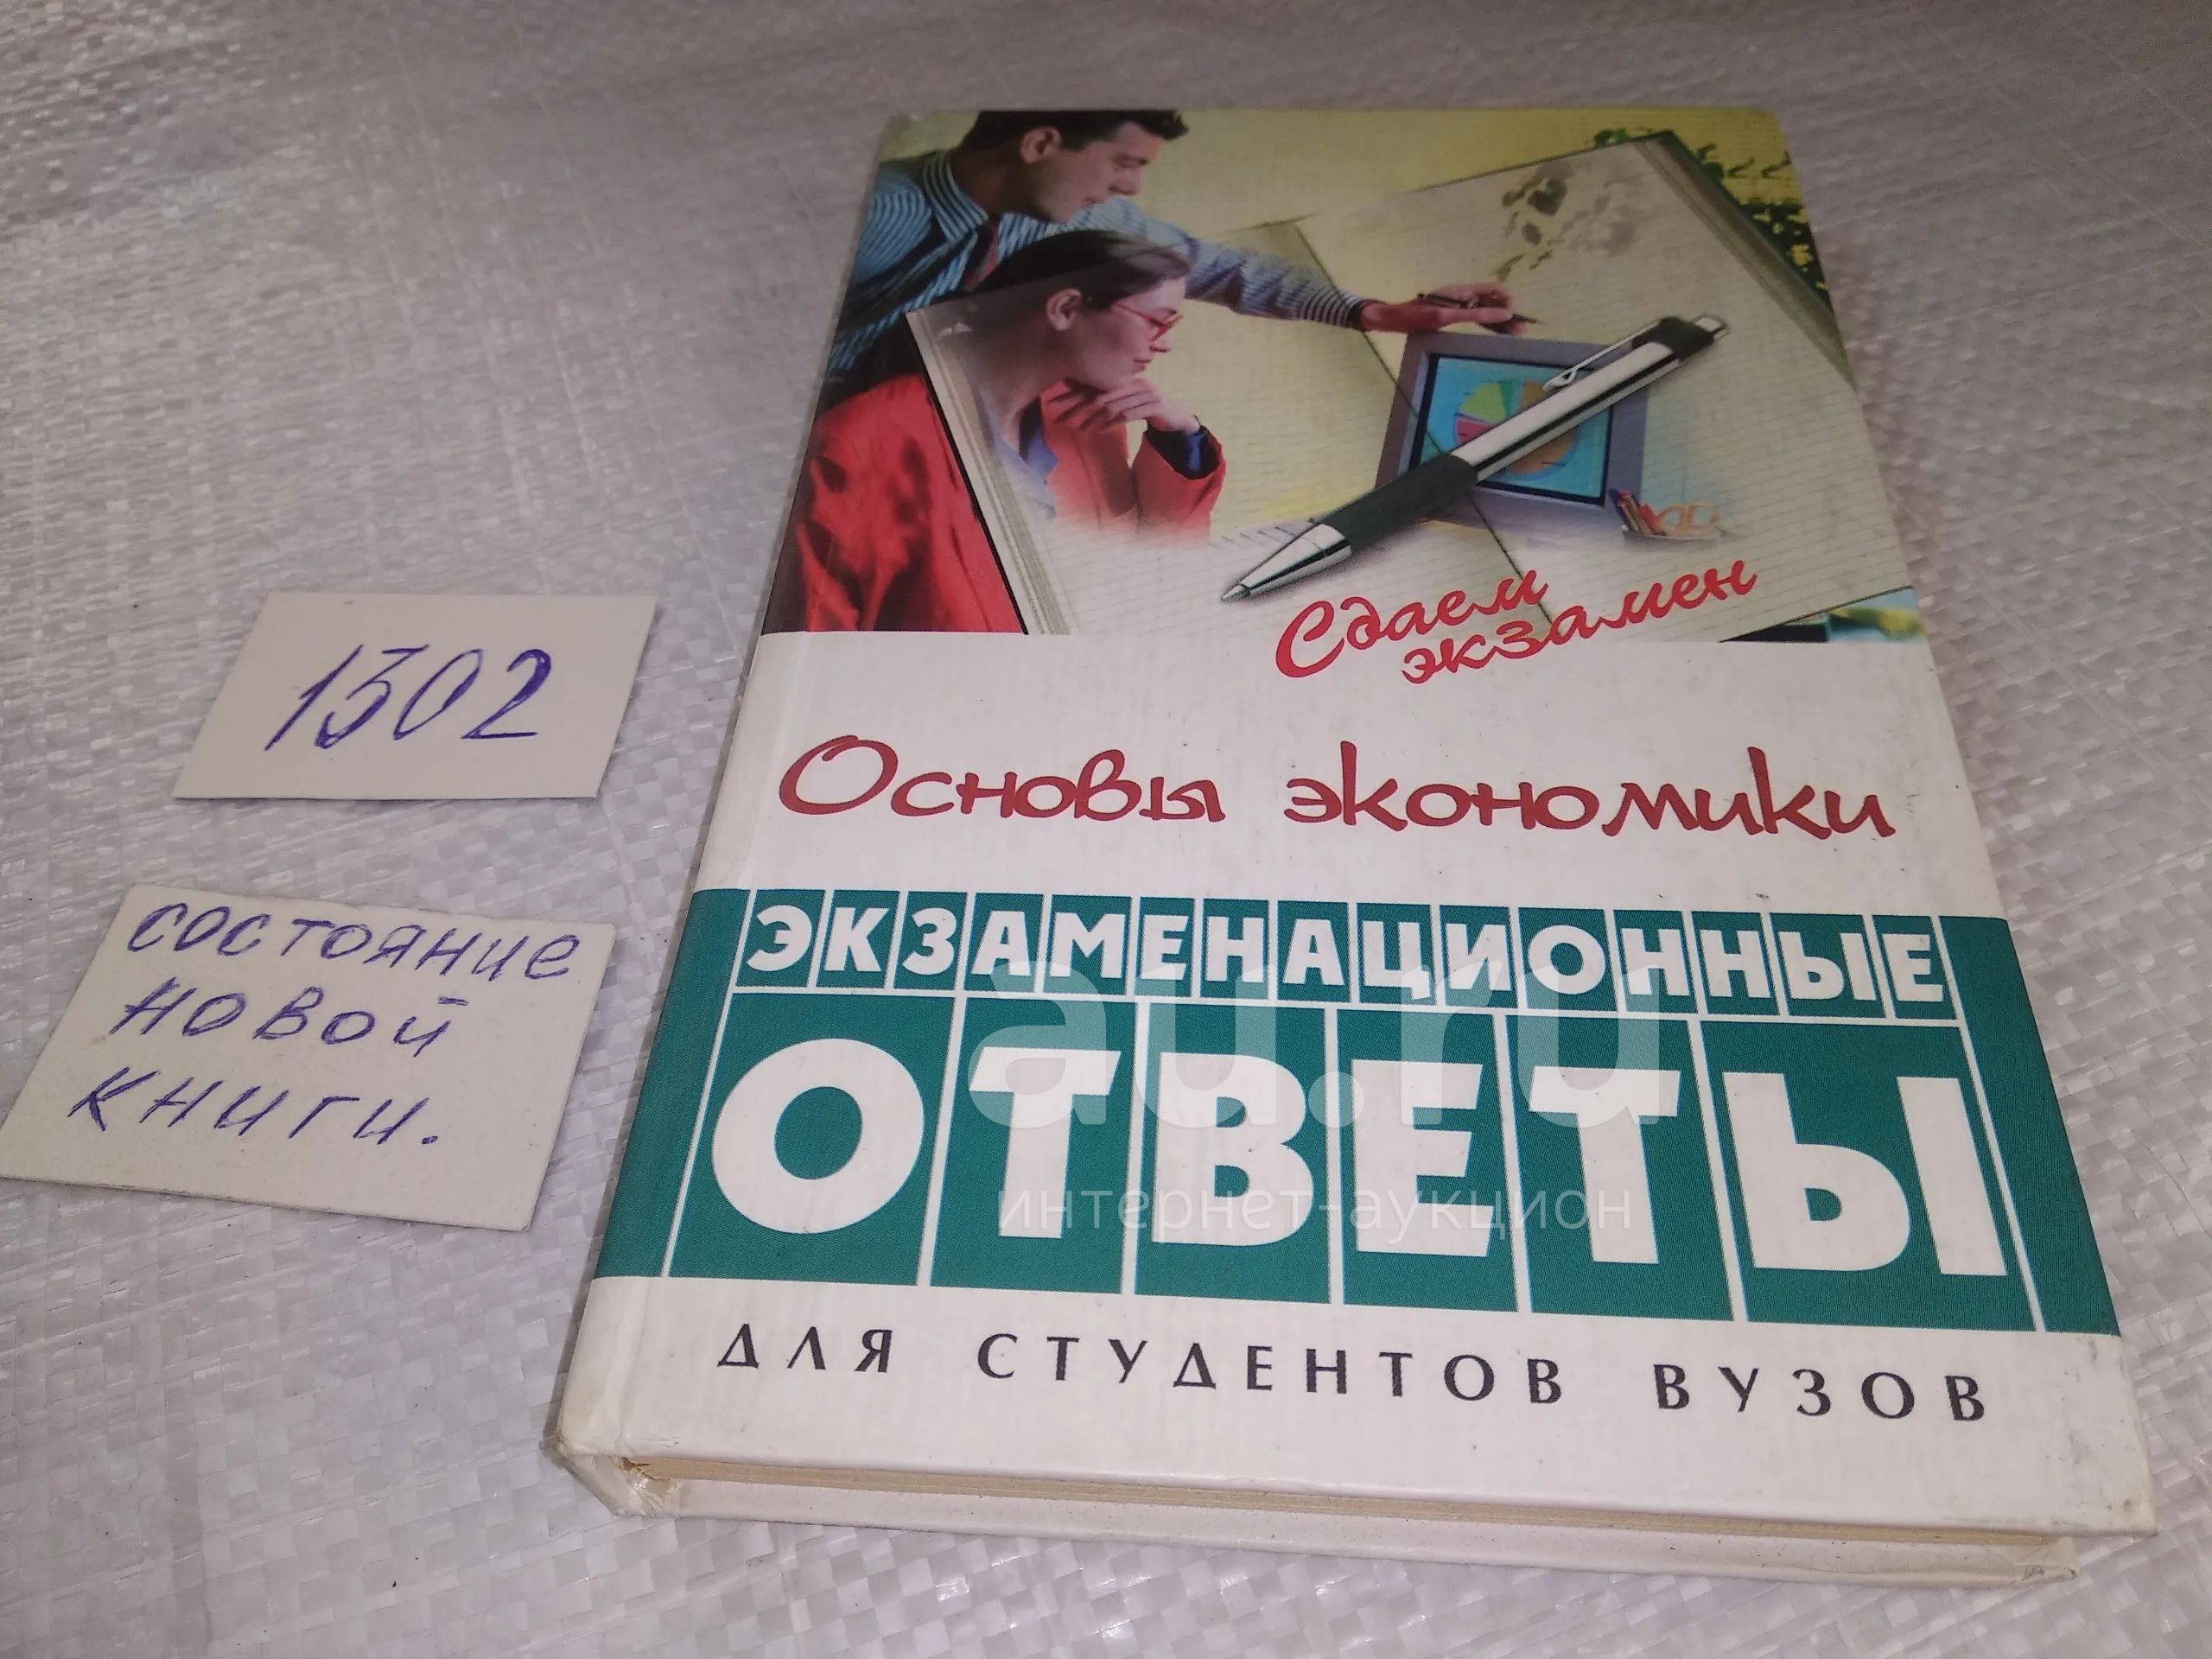 1302
состояние
новой
книги.
Сдаем
экзамен
Основы экономики
ЭКЗАМЕНАЦИОННЫЕ
ОТВЕТЫ
ДЛЯ СТУДЕНТОВ ВУЗОВ
au.ru
интернет-аукцион